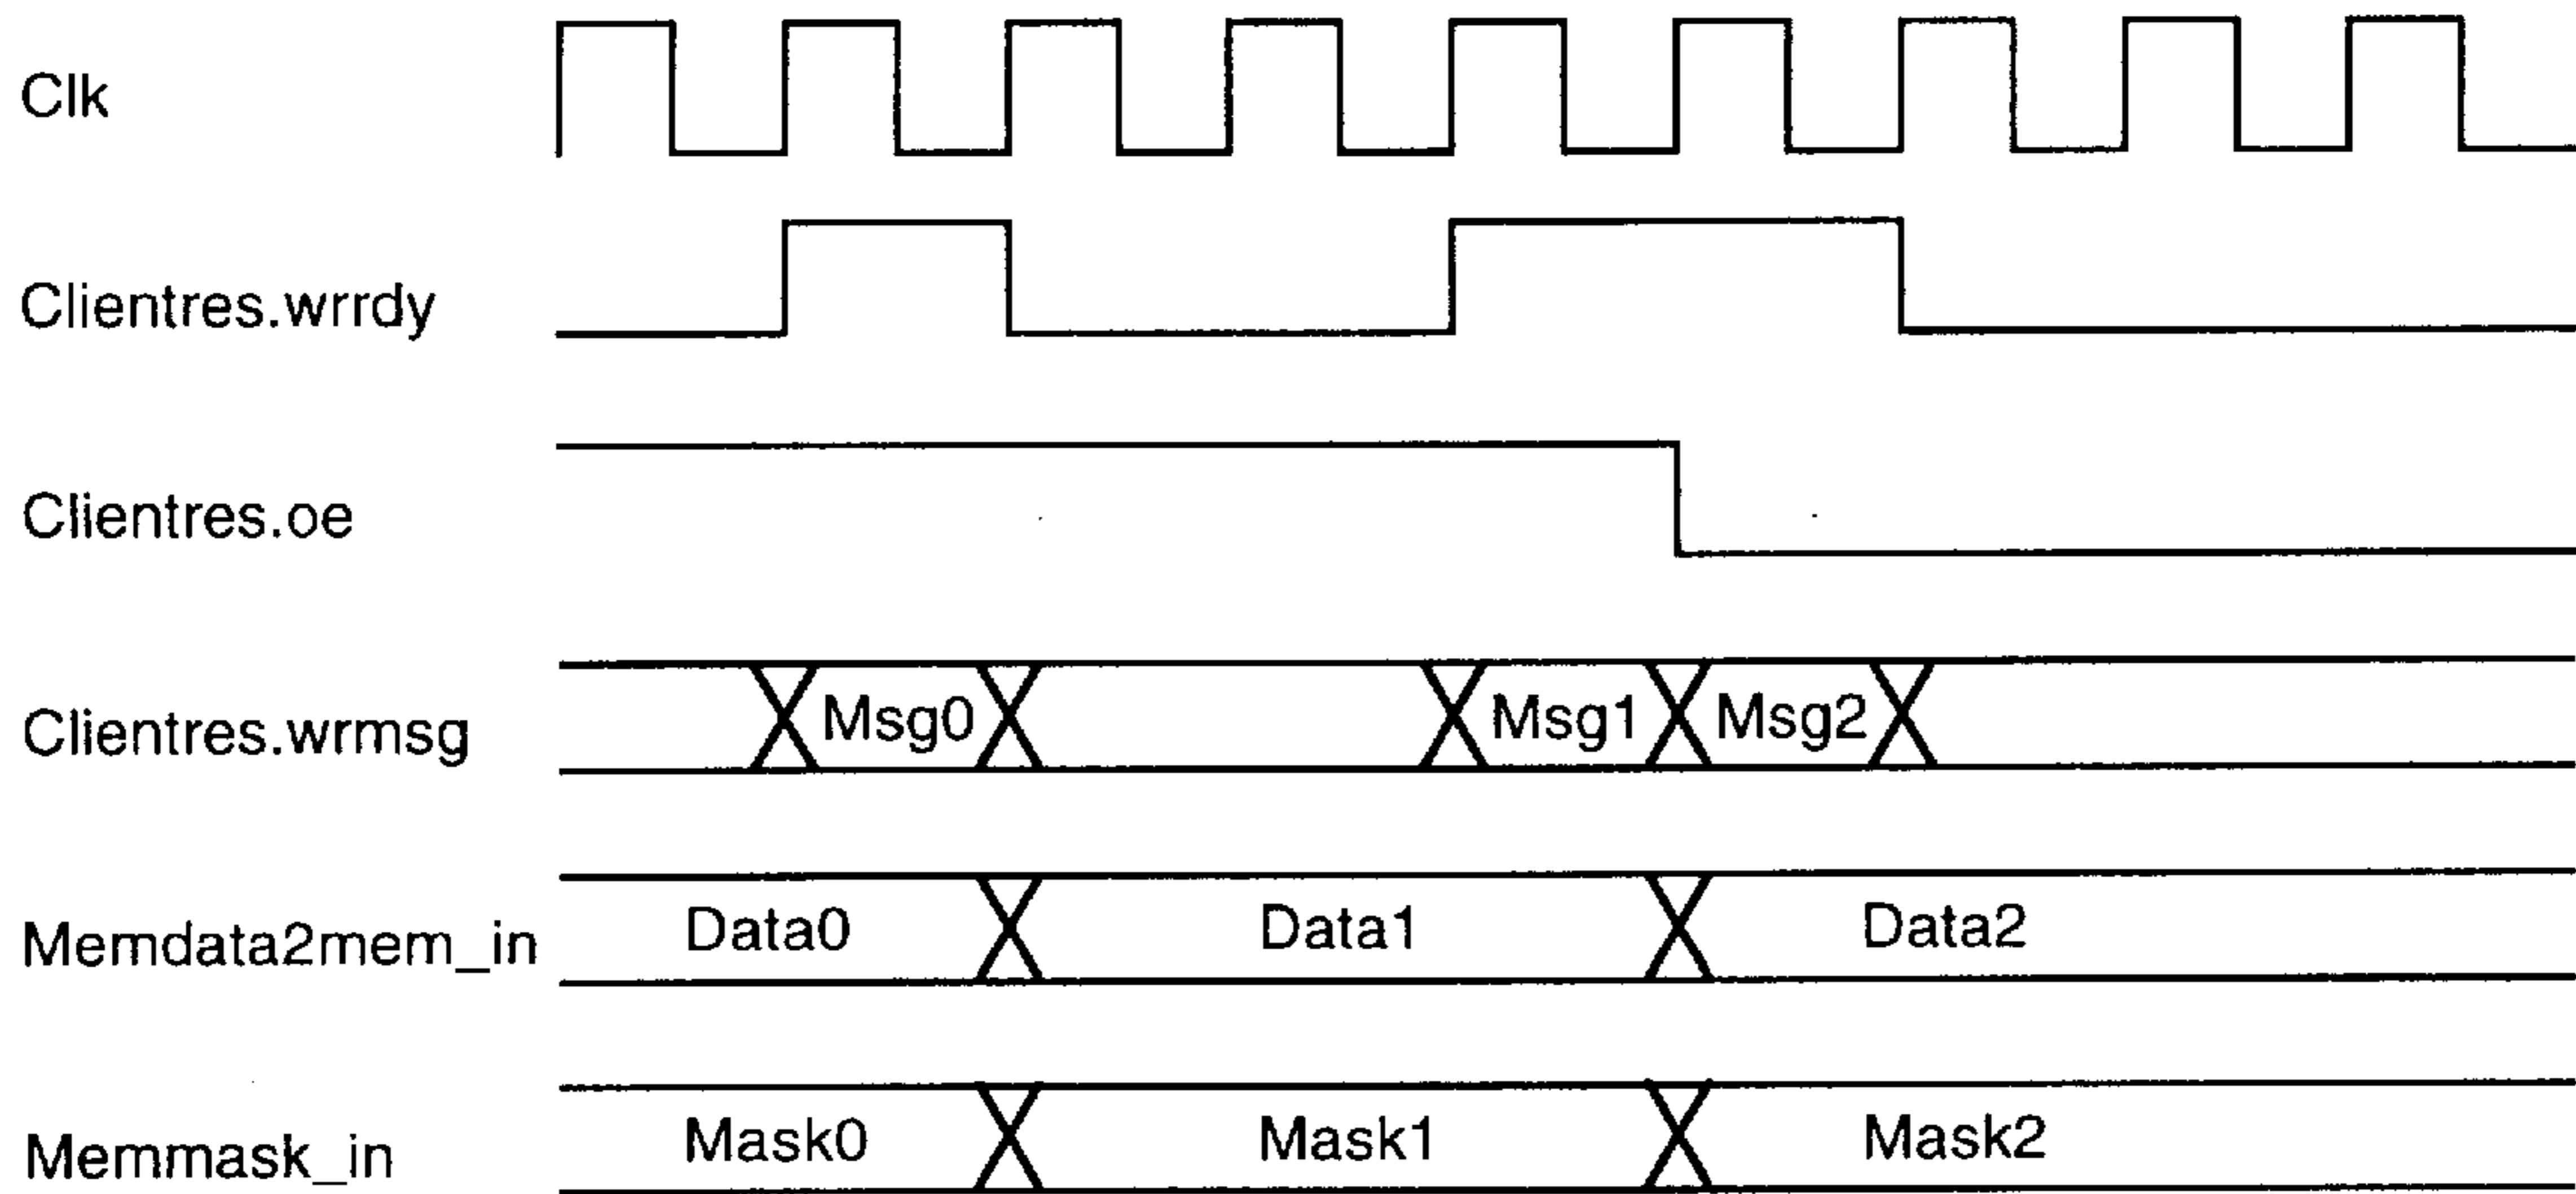 Clk
Clientres.wrrdy
Clientres.oe
Clientres.wrmsg Msg0 Msg1 Msg2
Memdata2mem_in Data0 Data1 Data2
Memmask_in Mask0 Mask1 Mask2